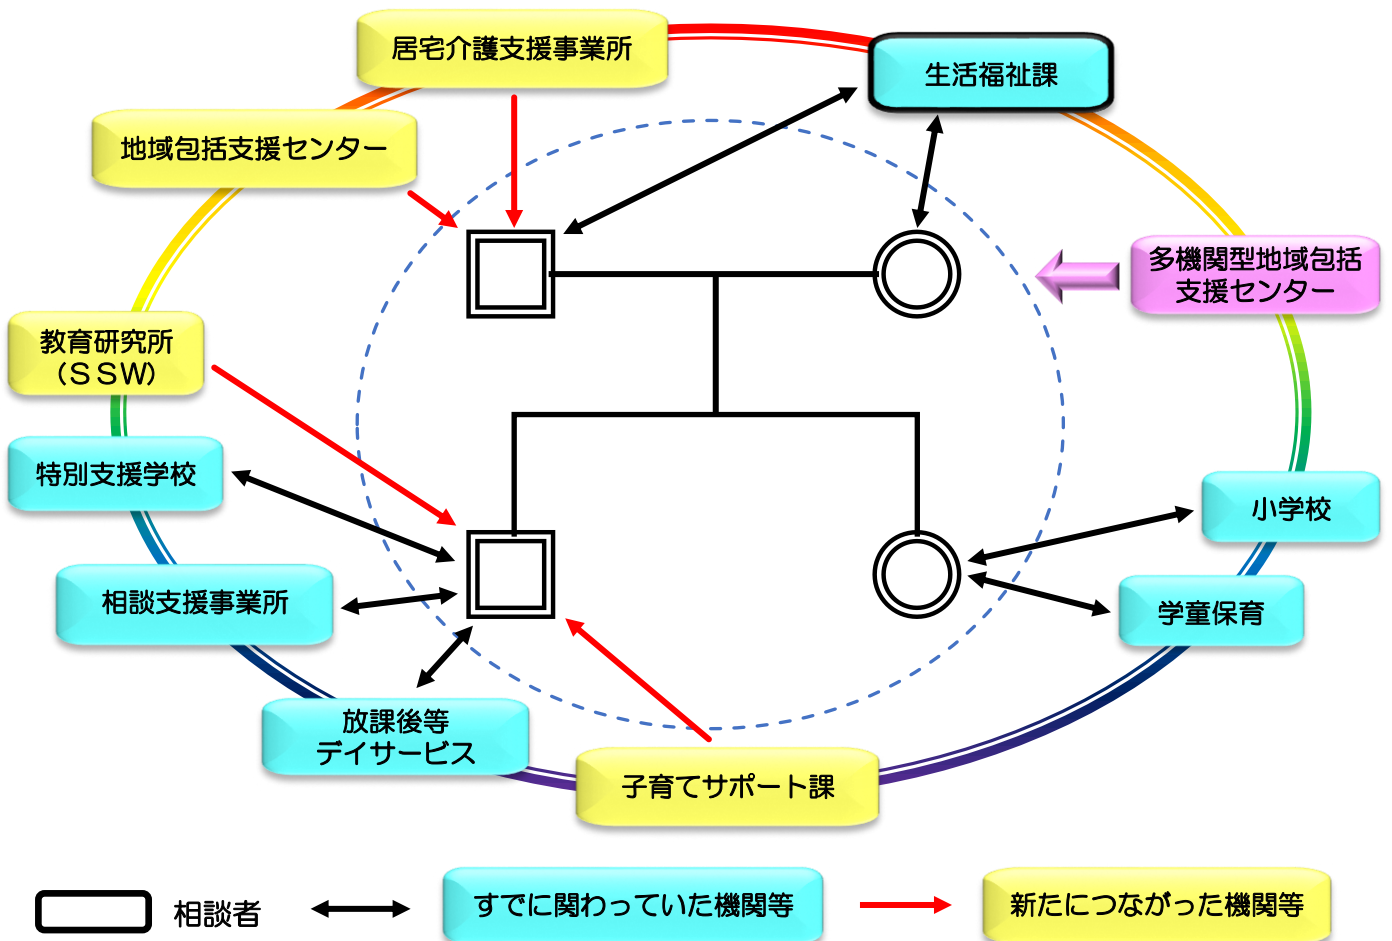 居宅介護支援事業所
生活福祉課
地域包括支援センター
多機関型地域包括
支援センター
教育研究所
(ＳＳＷ)
特別支援学校
小学校
相談支援事業所
学童保育
放課後等
デイサービス
子育てサポート課
相談者
すでに関わっていた機関等
新たにつながった機関等